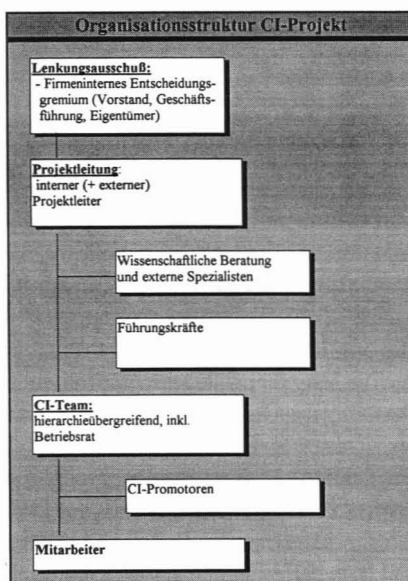 Organisationsstruktur CI-Projekt
Lenkungsausschuß:
- Firmeninternes Entscheidungs-
gremium (Vorstand, Geschäfts-
führung, Eigentümer)
Projektleitung:
interner (+ externer)
Projektleiter
Wissenschaftliche Beratung
und externe Spezialisten
Führungskräfte
CI-Team:
hierarchieübergreifend, inkl.
Betriebsrat
CI-Promotoren
Mitarbeiter